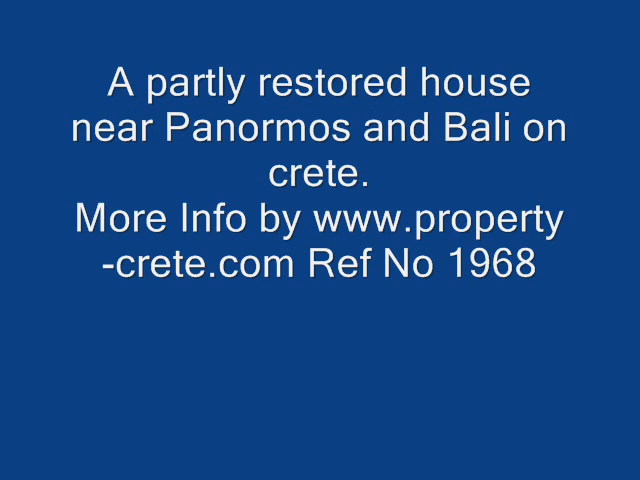 A partly restored house
near Panormos and Bali on
crete.
More Info by www.property
-crete.com Ref No 1968